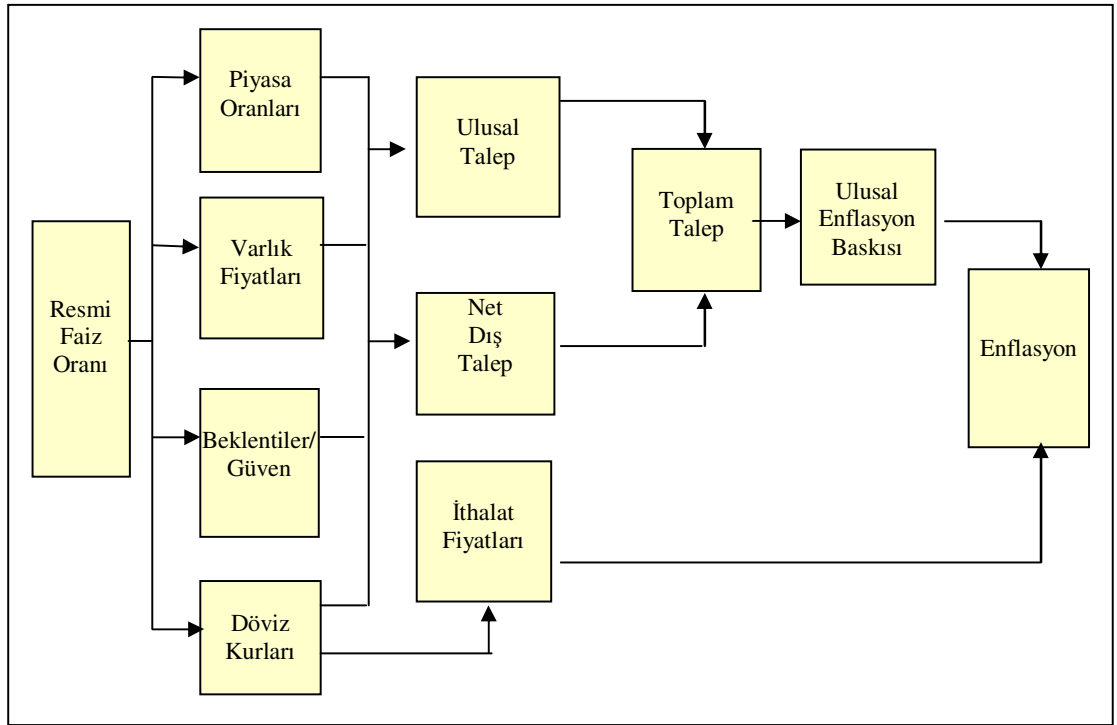 Piyasa
Oranları
Ulusal
Talep
Toplam
Talep
Ulusal
Enflasyon
Baskısı
Varlık
Fiyatları
Resmi
Faiz
Oranı
Net
Dış
Talep
Enflasyon
Beklentiler/
Güven
İthalat
Fiyatları
Döviz
Kurları